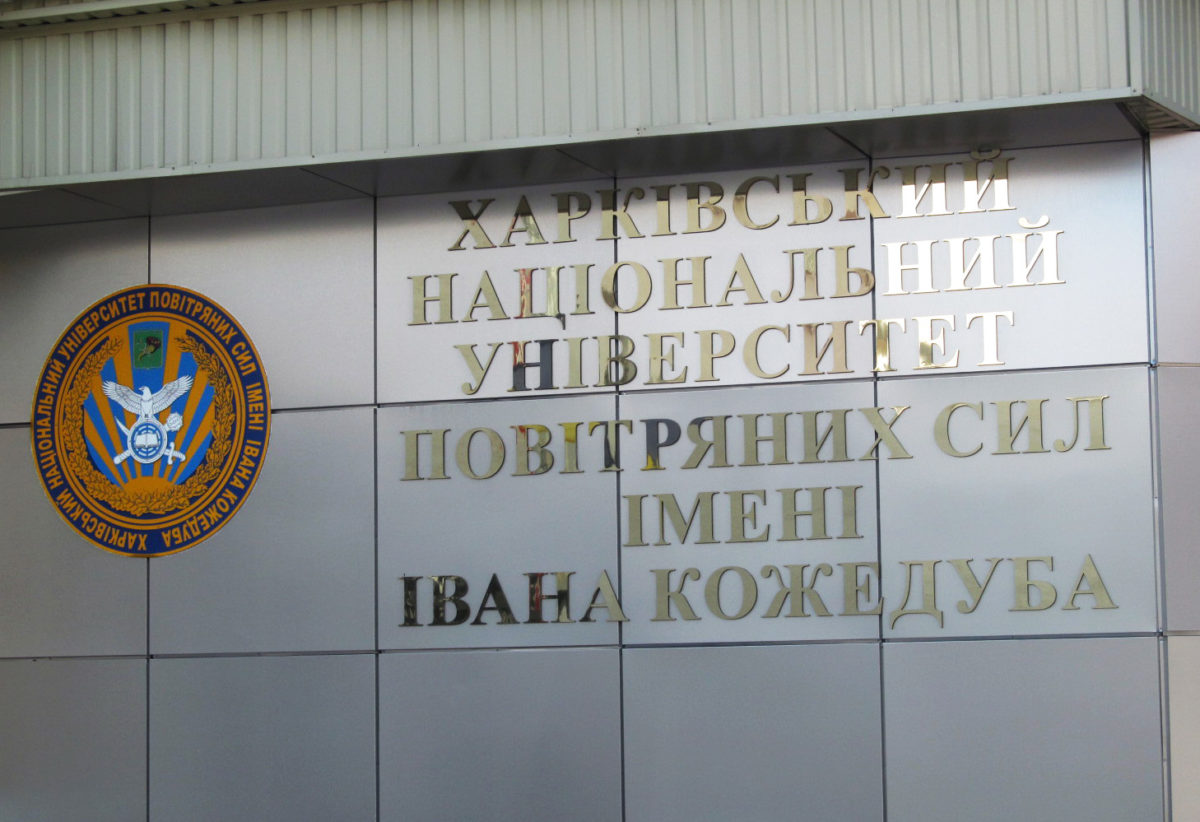 ХАРКІВСЬКИЙ НАЦІОНАЛЬНИЙ УНІВЕРСИТЕТ ПОВІТРЯНИХ СИЛ ІМЕНІ ІВАНА КОЖЕДУБА
ХАРКІВСЬКИЙ
НАЦІОНАЛЬНИЙ
УНІВЕРСИТЕТ
ПОВІТРЯНИХ СИЛ
ІМЕНІ
ІВАНА КОЖЕДУБА